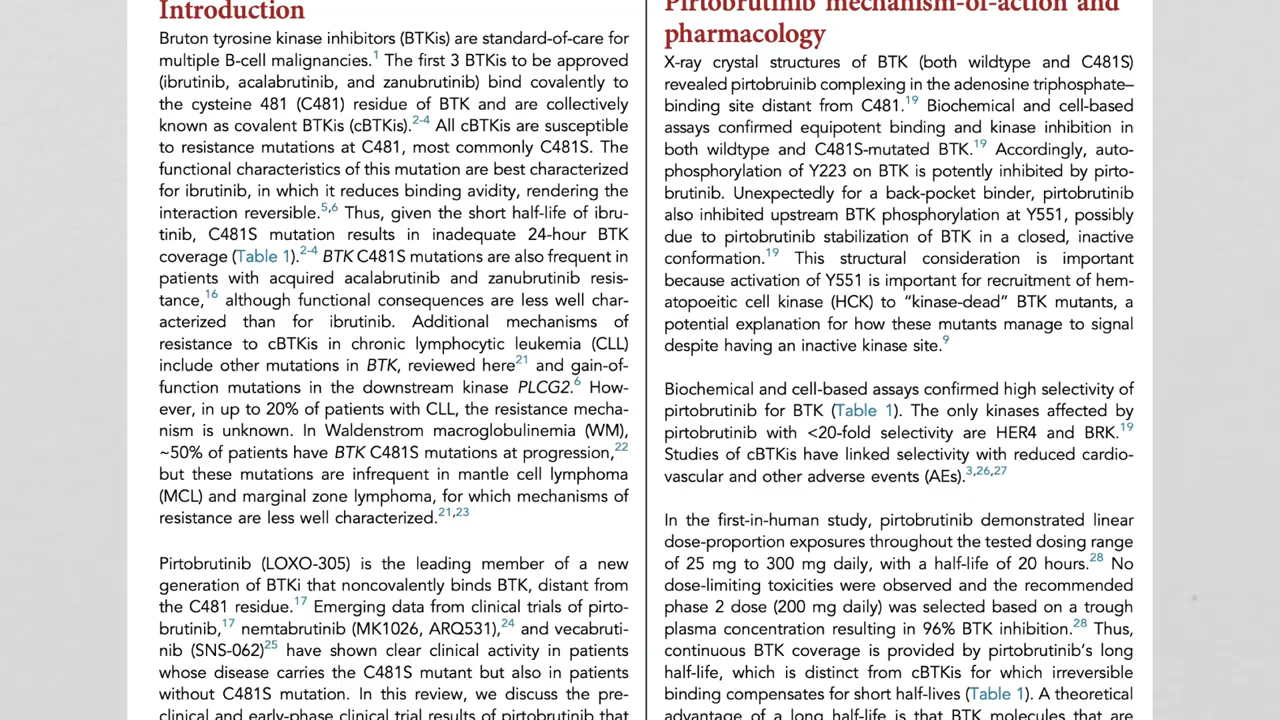 Introduction
Bruton tyrosine kinase inhibitors (BTKis) are standard-of-care for
multiple B-cell malignancies.1 The first 3 BTKis to be approved
(ibrutinib, acalabrutinib, and zanubrutinib) bind covalently to
the cysteine 481 (C481) residue of BTK and are collectively
known as covalent BTKis (cBTKis).2-4 All cBTKis are susceptible
to resistance mutations at C481, most commonly C481S. The
functional characteristics of this mutation are best characterized
for ibrutinib, in which it reduces binding avidity, rendering the
interaction reversible.5,6 Thus, given the short half-life of ibru-
tinib, C481S mutation results in inadequate 24-hour BTK
coverage (Table 1).2-4 BTK C481S mutations are also frequent in
patients with acquired acalabrutinib and zanubrutinib resis-
tance,16 although functional consequences are less well char-
acterized than for ibrutinib. Additional mechanisms of
resistance to cBTKis in chronic lymphocytic leukemia (CLL)
include other mutations in BTK, reviewed here21 and gain-of-
function mutations in the downstream kinase PLCG2.6 How-
ever, in up to 20% of patients with CLL, the resistance mecha-
nism is unknown. In Waldenstrom macroglobulinemia (WM),
~50% of patients have BTK C481S mutations at progression,22
but these mutations are infrequent in mantle cell lymphoma
(MCL) and marginal zone lymphoma, for which mechanisms of
resistance are less well characterized.21,23
Pirtobrutinib (LOXO-305) is the leading member of a new
generation of BTKi that noncovalently binds BTK, distant from
the C481 residue.17 Emerging data from clinical trials of pirto-
brutinib,17 nemtabrutinib (MK1026, ARQ531),24 and vecabruti-
nib (SNS-062)25 have shown clear clinical activity in patients
whose disease carries the C481S mutant but also in patients
without C481S mutation. In this review, we discuss the pre-
clinical and early-phase clinical trial results of pirtobrutinib that
Pirtobrutinib mechanism-of-action and
pharmacology
X-ray crystal structures of BTK (both wildtype and C481S)
revealed pirtobruinib complexing in the adenosine triphosphate–
binding site distant from C481.19 Biochemical and cell-based
assays confirmed equipotent binding and kinase inhibition in
both wildtype and C481S-mutated BTK.19 Accordingly, auto-
phosphorylation of Y223 on BTK is potently inhibited by pirto-
brutinib. Unexpectedly for a back-pocket binder, pirtobrutinib
also inhibited upstream BTK phosphorylation at Y551, possibly
due to pirtobrutinib stabilization of BTK in a closed, inactive
conformation.19 This structural consideration is important
because activation of Y551 is important for recruitment of hem-
atopoeitic cell kinase (HCK) to “kinase-dead” BTK mutants, a
potential explanation for how these mutants manage to signal
despite having an inactive kinase site.9
Biochemical and cell-based assays confirmed high selectivity of
pirtobrutinib for BTK (Table 1). The only kinases affected by
pirtobrutinib with <20-fold selectivity are HER4 and BRK.19
Studies of cBTKis have linked selectivity with reduced cardio-
vascular and other adverse events (AEs).3,26,27
In the first-in-human study, pirtobrutinib demonstrated linear
dose-proportion exposures throughout the tested dosing range
of 25 mg to 300 mg daily, with a half-life of 20 hours.28 No
dose-limiting toxicities were observed and the recommended
phase 2 dose (200 mg daily) was selected based on a trough
plasma concentration resulting in 96% BTK inhibition.28 Thus,
continuous BTK coverage is provided by pirtobrutinib’s long
half-life, which is distinct from cBTKis for which irreversible
binding compensates for short half-lives (Table 1). A theoretical
advantage of a long half-life is that BTK molecules that are